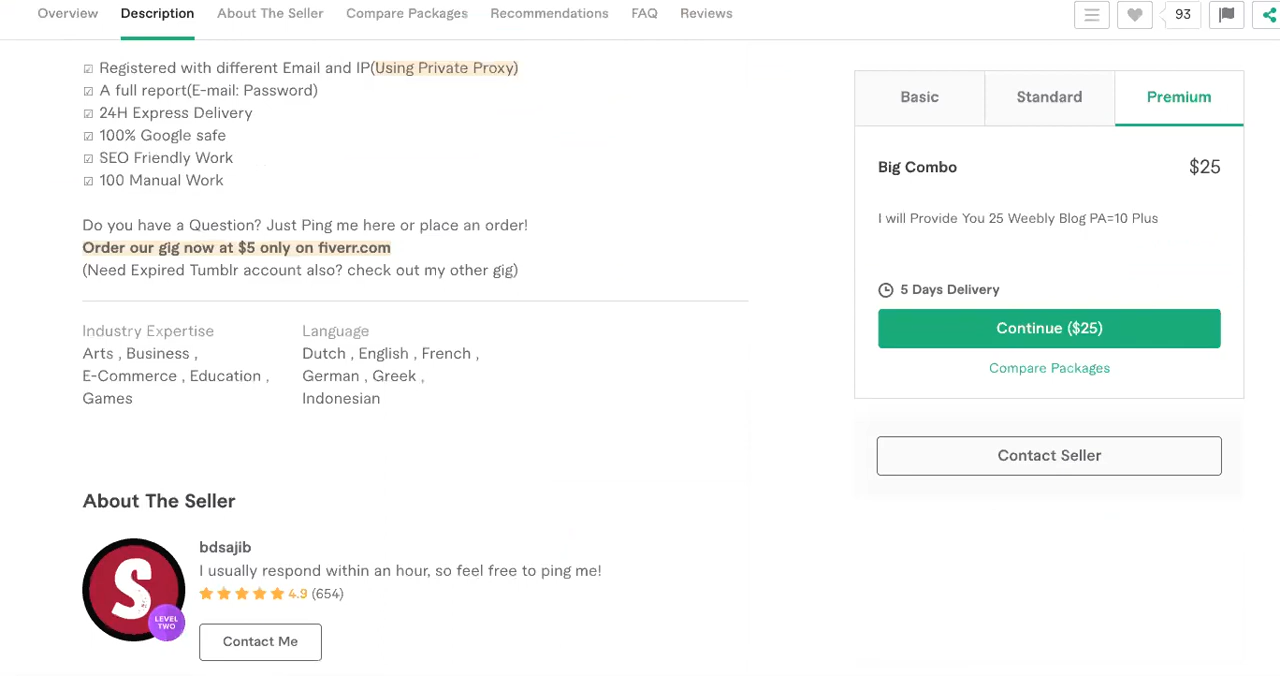 Overview Description About The Seller Compare Packages Recommendations FAQ Reviews 93
☑ Registered with different Email and IP(Using Private Proxy)
☑ A full report(E-mail: Password)
☑ 24H Express Delivery
☑ 100% Google safe
☑ SEO Friendly Work
☑ 100 Manual Work
Do you have a Question? Just Ping me here or place an order!
Order our gig now at $5 only on fiverr.com
(Need Expired Tumblr account also? check out my other gig)
Industry Expertise
Arts , Business ,
E-Commerce , Education ,
Games
Language
Dutch , English , French ,
German , Greek ,
Indonesian
About The Seller
S
LEVEL
TWO
bdsajib
I usually respond within an hour, so feel free to ping me!
4.9 (654)
Contact Me
Basic Standard Premium
Big Combo $25
I will Provide You 25 Weebly Blog PA=10 Plus
5 Days Delivery
Continue ($25)
Compare Packages
Contact Seller